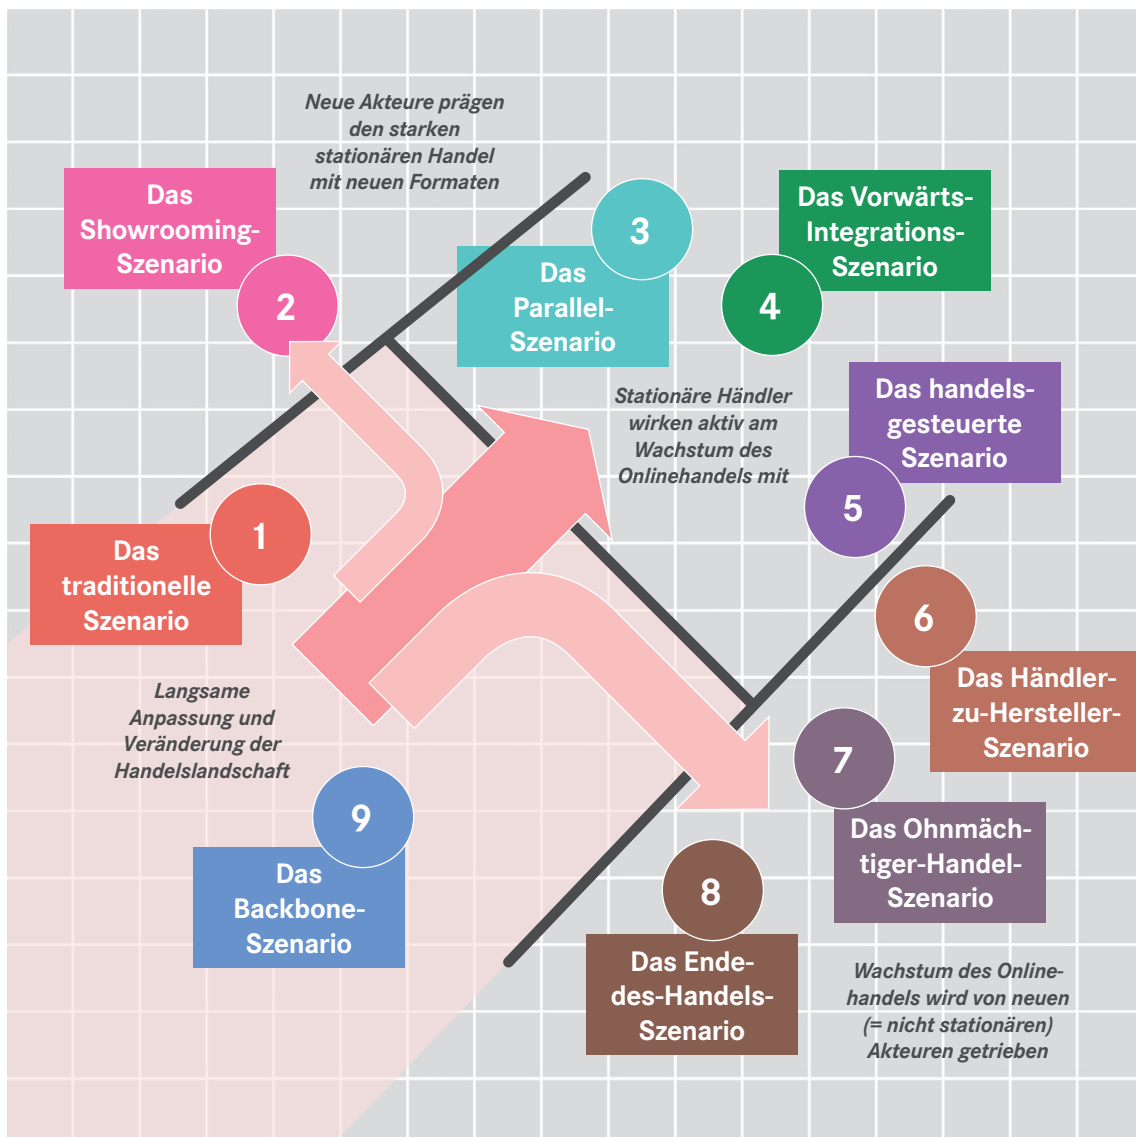 Neue Akteure prägen
den starken
stationären Handel
mit neuen Formaten
Das
Showrooming-
Szenario
2
Das
Parallel-
Szenario
3
Das Vorwärts-
Integrations-
Szenario
4
Stationäre Händler
wirken aktiv am
Wachstum des
Onlinehandels mit
Das handels-
gesteuerte
Szenario
5
Das
traditionelle
Szenario
1
6
Das Händler-
zu-Hersteller-
Szenario
Langsame
Anpassung und
Veränderung der
Handelslandschaft
7
Das Ohnmäch-
tiger-Handel-
Szenario
9
Das
Backbone-
Szenario
8
Das Ende-
des-Handels-
Szenario
Wachstum des Online-
handels wird von neuen
(= nicht stationären)
Akteuren getrieben